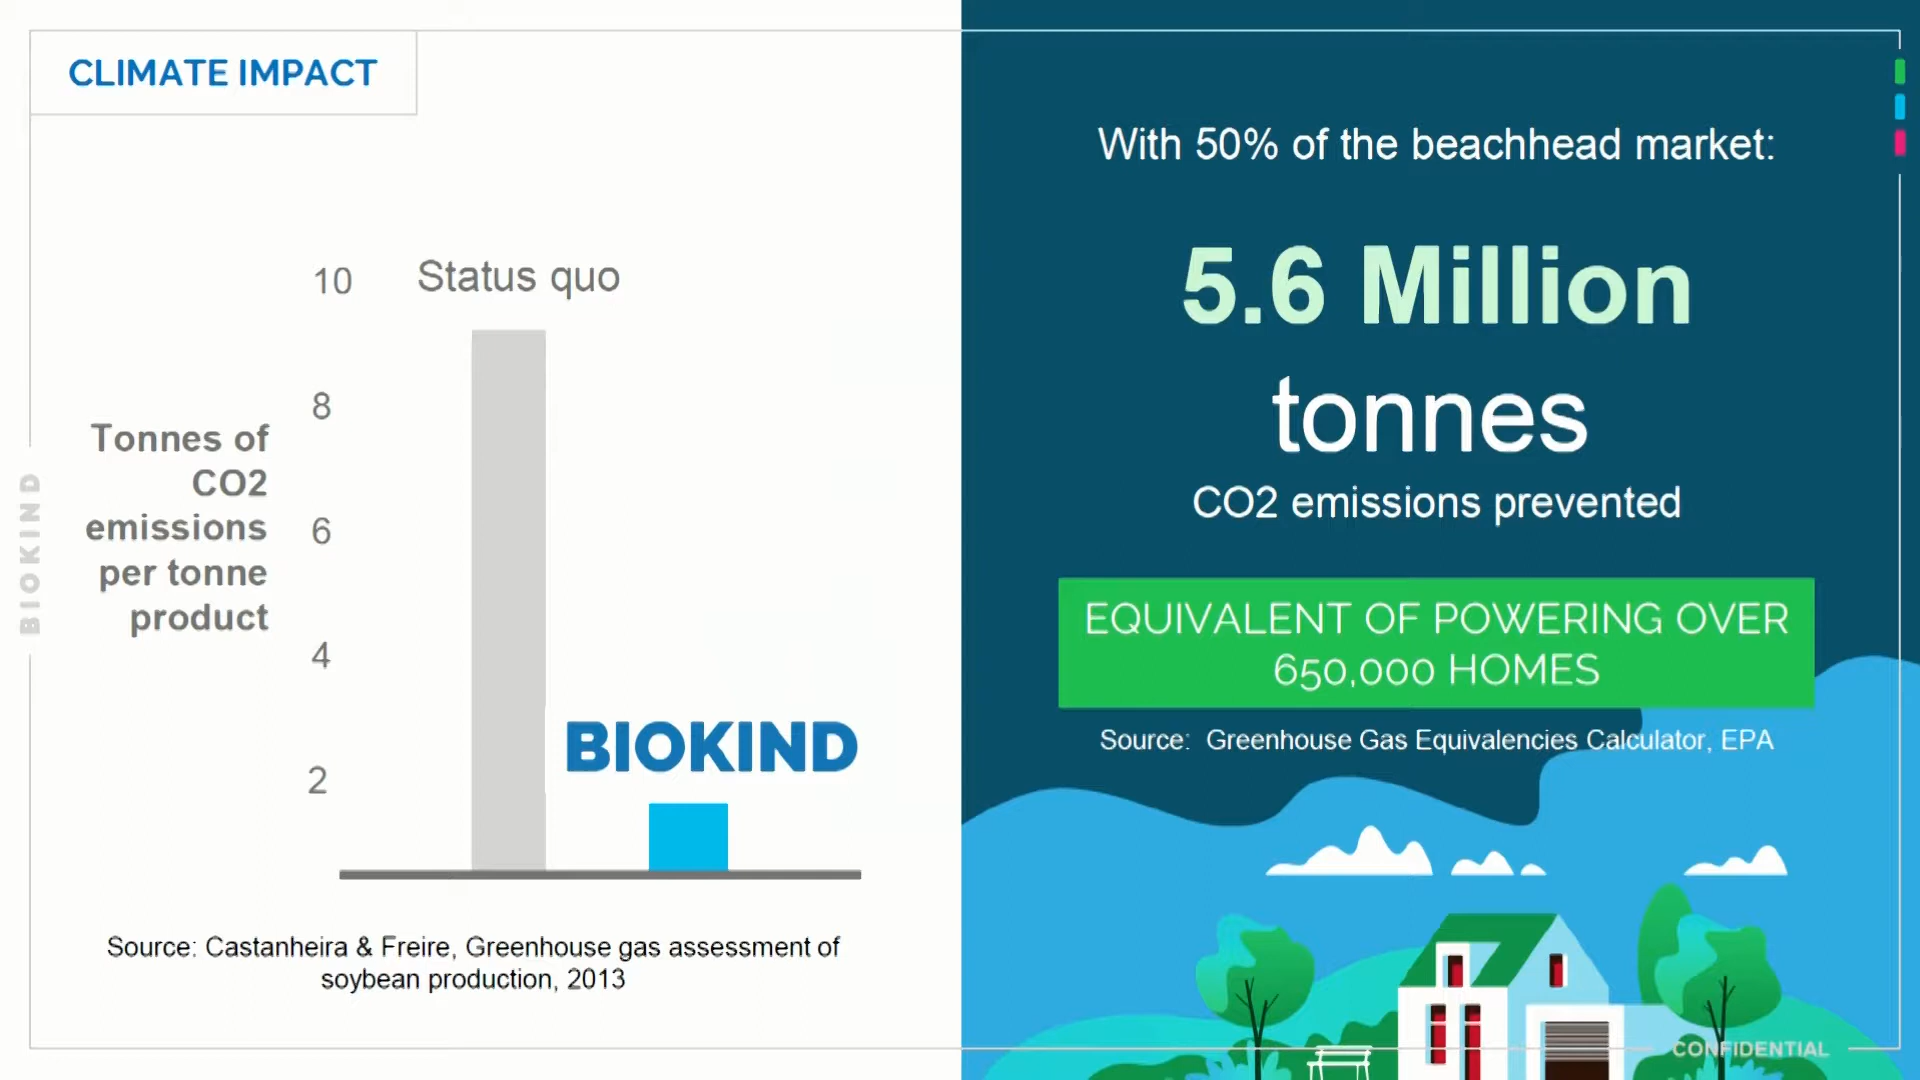 CLIMATE IMPACT
BIOKIND
Tonnes of
CO2
emissions
per tonne
product
10
8
6
4
2
Status quo
BIOKIND
Source: Castanheira & Freire, Greenhouse gas assessment of
soybean production, 2013
With 50% of the beachhead market:
5.6 Million
tonnes
CO2 emissions prevented
EQUIVALENT OF POWERING OVER
650,000 HOMES
Source: Greenhouse Gas Equivalencies Calculator, EPA
CONFIDENTIAL